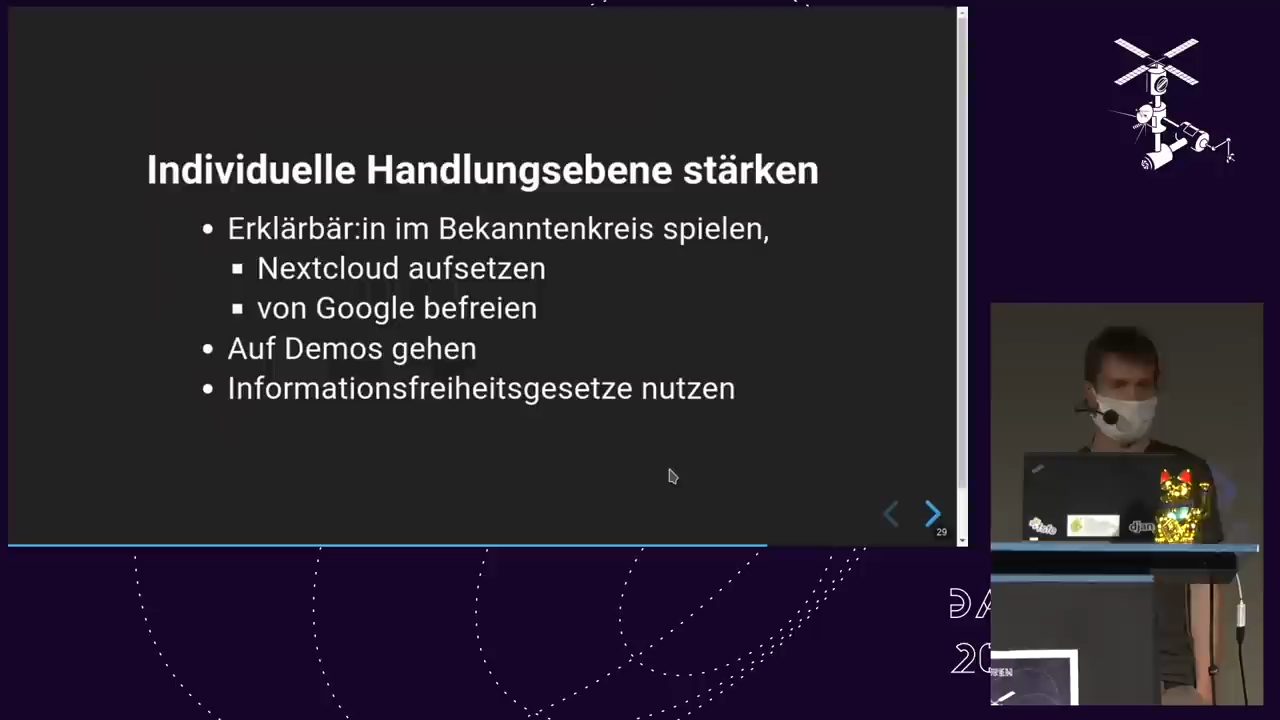 Individuelle Handlungsebene stärken
Erklärbär:in im Bekanntenkreis spielen,
Nextcloud aufsetzen
von Google befreien
Auf Demos gehen
Informationsfreiheitsgesetze nutzen
29
djan